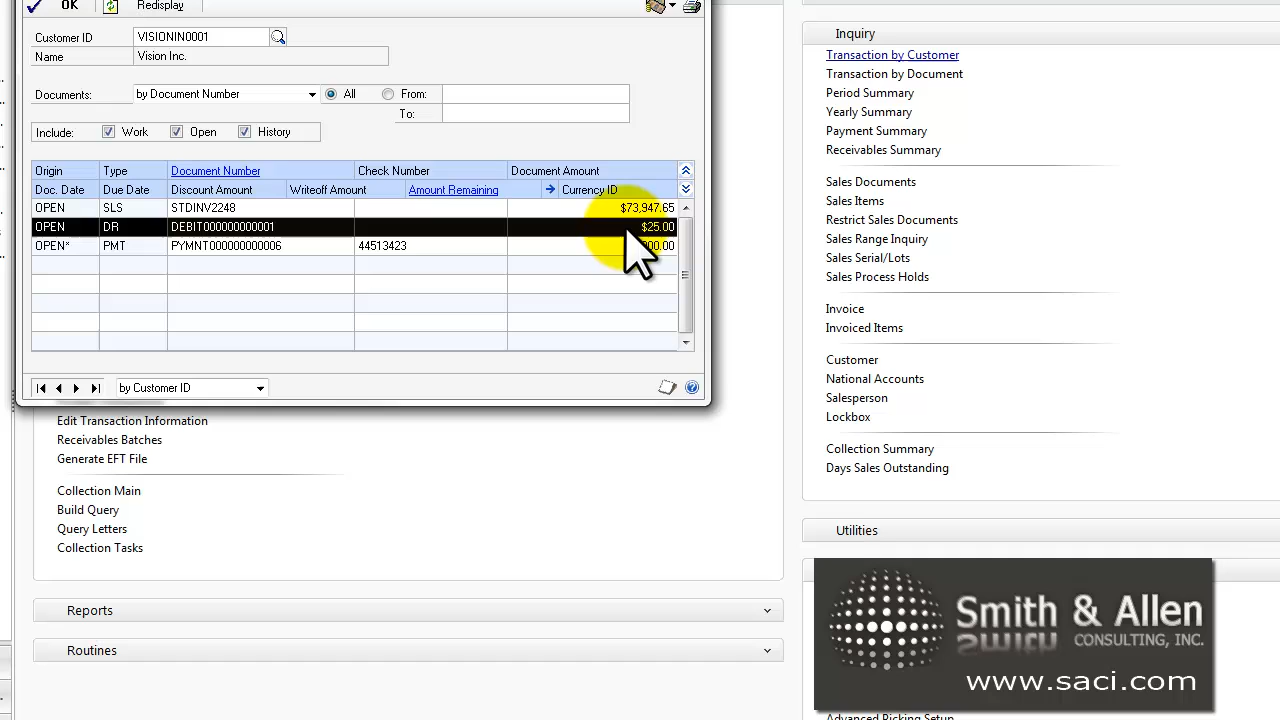 OK Redisplay
Customer ID VISIONIN0001
Name Vision Inc.
Documents: by Document Number All From:
To:
Include: Work Open History
Origin Type Document Number Check Number Document Amount
Doc. Date Due Date Discount Amount Writeoff Amount Amount Remaining Currency ID
OPEN SLS STDINV2248 $73,947.65
OPEN DR DEBIT000000000001 $25.00
OPEN* PMT PYMNT000000000006 44513423
by Customer ID
Edit Transaction Information
Receivables Batches
Generate EFT File
Collection Main
Build Query
Query Letters
Collection Tasks
Reports
Routines
Inquiry
Transaction by Customer
Transaction by Document
Period Summary
Yearly Summary
Payment Summary
Receivables Summary
Sales Documents
Sales Items
Restrict Sales Documents
Sales Range Inquiry
Sales Serial/Lots
Sales Process Holds
Invoice
Invoiced Items
Customer
National Accounts
Salesperson
Lockbox
Collection Summary
Days Sales Outstanding
Utilities
Smith & Allen
CONSULTING, INC.
www.saci.com
Advanced Picking Setup